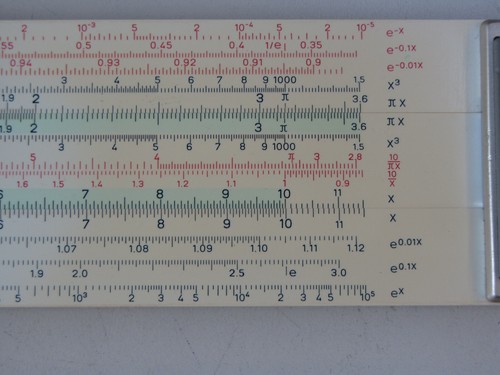 2 10⁻³ 5 4 3 2 10⁻⁴ 5 3 2 10⁻⁵ e⁻ˣ
.55 0.5 0.45 0.4 1/e 0.35 e⁻⁰·¹ˣ
0.94 0.93 0.92 0.91 0.9 e⁻⁰·⁰¹ˣ
3 4 5 6 7 8 9 1000 1.5 x³
1.9 2 3 π 3.6 π x
1.9 2 3 π 3.6 π x
3 4 5 6 7 8 9 1000 1.5 x³
5 4 π 3 2.8 10/πx
1.6 1.5 1.4 1.3 1.2 1.1 1 0.9 10/x
6 7 8 9 10 11 x
6 7 8 9 10 11 x
1.07 1.08 1.09 1.10 1.11 1.12 e⁰·⁰¹ˣ
1.9 2.0 2.5 e 3.0 e⁰·¹ˣ
5 10³ 2 3 4 5 10⁴ 2 3 4 5 10⁵ eˣ